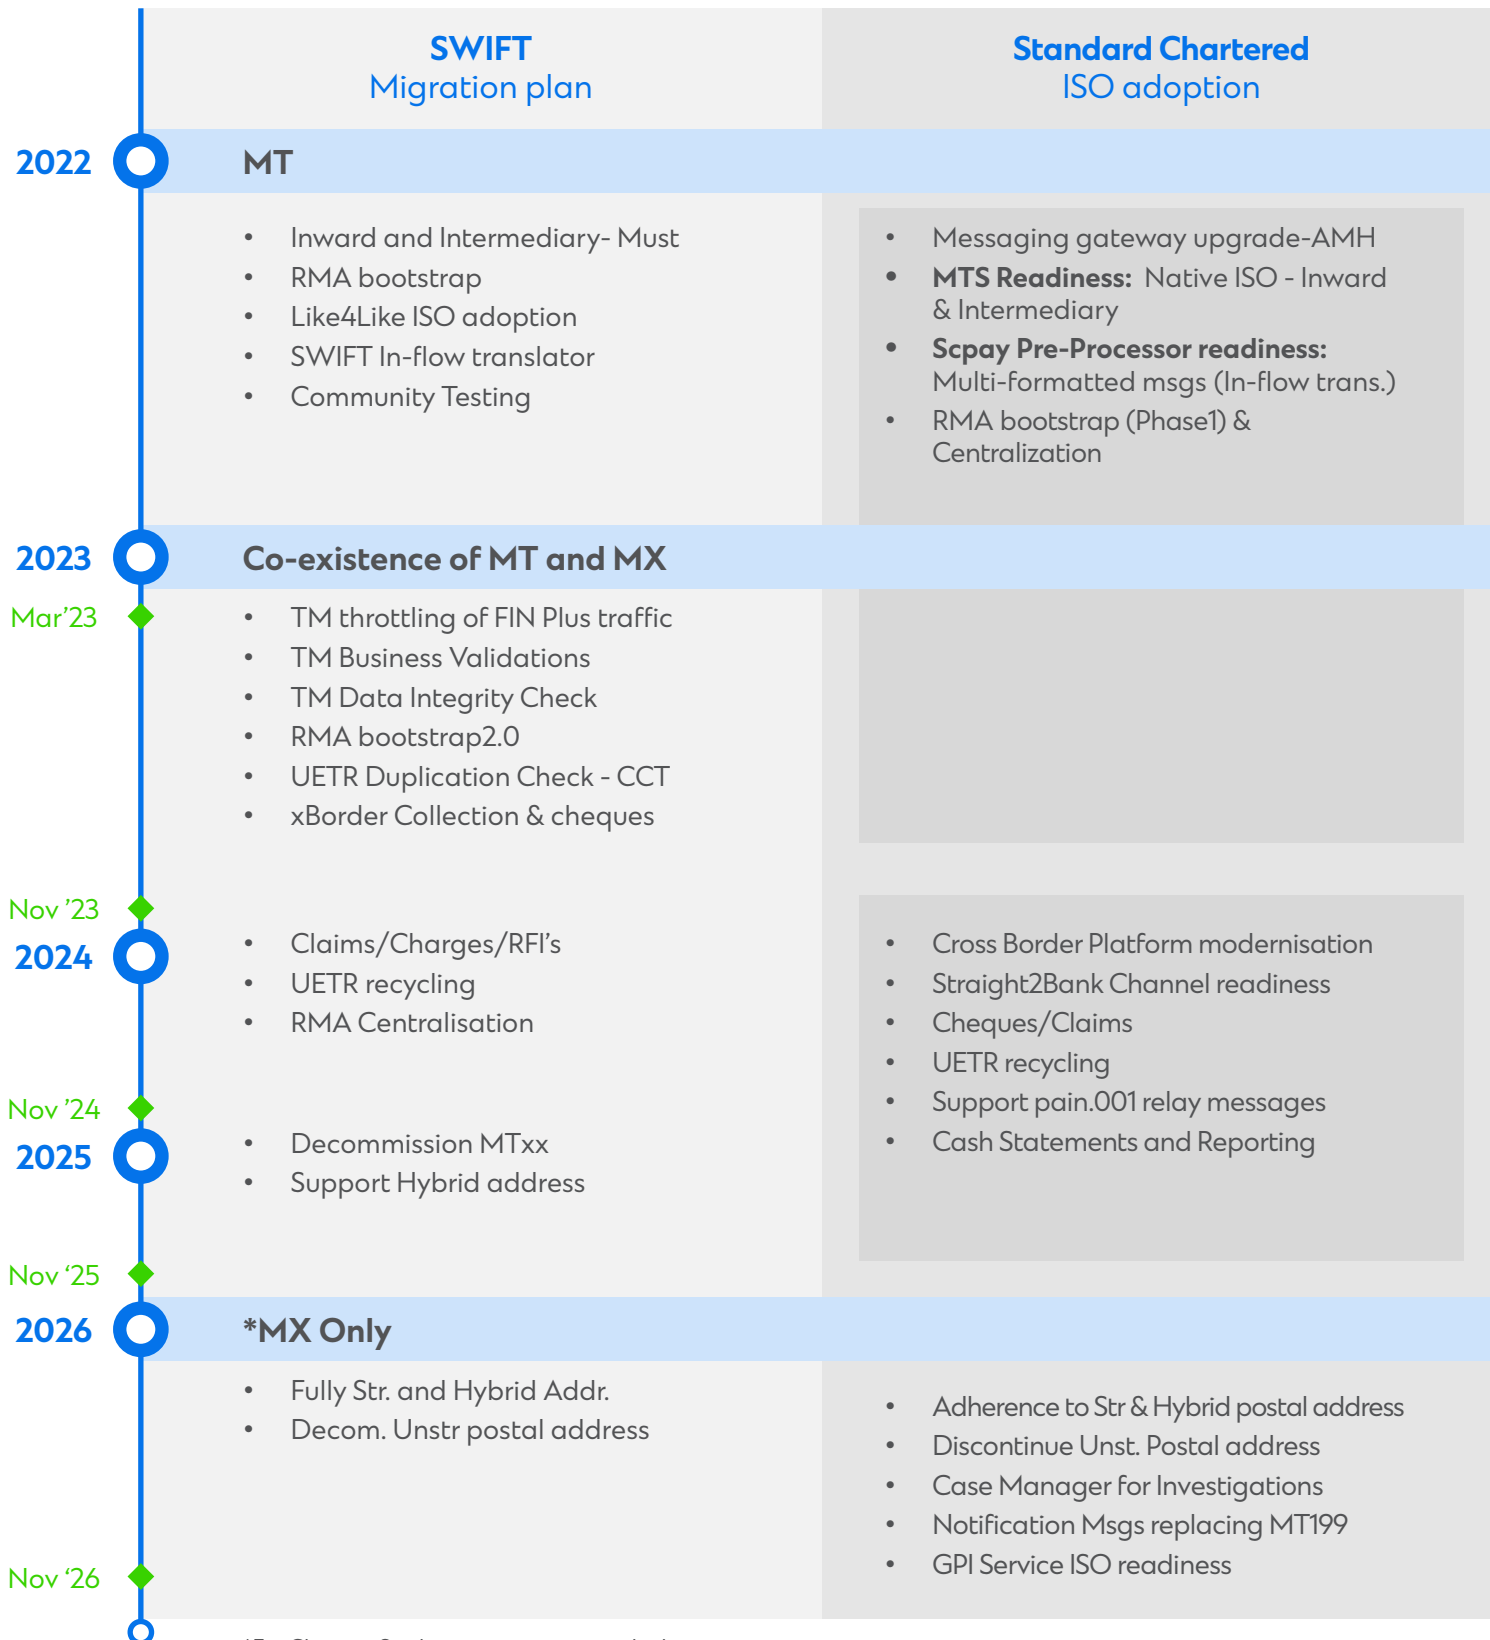 SWIFT
Migration plan
Standard Chartered
ISO adoption
2022
MT
• Inward and Intermediary- Must
• RMA bootstrap
• Like4Like ISO adoption
• SWIFT In-flow translator
• Community Testing
• Messaging gateway upgrade-AMH
• MTS Readiness: Native ISO - Inward
& Intermediary
• Scpay Pre-Processor readiness:
Multi-formatted msgs (In-flow trans.)
• RMA bootstrap (Phase1) &
Centralization
2023
Co-existence of MT and MX
Mar’23
• TM throttling of FIN Plus traffic
• TM Business Validations
• TM Data Integrity Check
• RMA bootstrap2.0
• UETR Duplication Check - CCT
• xBorder Collection & cheques
Nov ’23
2024
• Claims/Charges/RFI’s
• UETR recycling
• RMA Centralisation
• Cross Border Platform modernisation
• Straight2Bank Channel readiness
• Cheques/Claims
• UETR recycling
• Support pain.001 relay messages
• Cash Statements and Reporting
Nov ’24
2025
• Decommission MTxx
• Support Hybrid address
Nov ‘25
2026
*MX Only
• Fully Str. and Hybrid Addr.
• Decom. Unstr postal address
• Adherence to Str & Hybrid postal address
• Discontinue Unst. Postal address
• Case Manager for Investigations
• Notification Msgs replacing MT199
• GPI Service ISO readiness
Nov ‘26